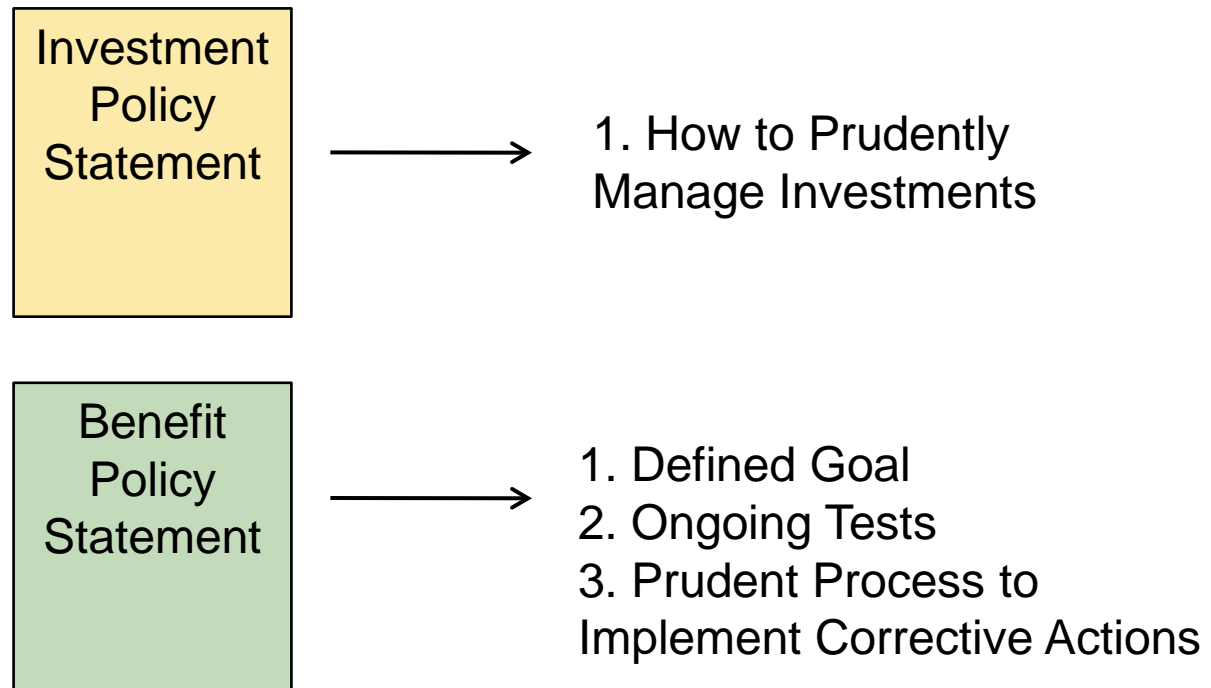 Investment
Policy
Statement
1. How to Prudently
Manage Investments
Benefit
Policy
Statement
1. Defined Goal
2. Ongoing Tests
3. Prudent Process to
Implement Corrective Actions